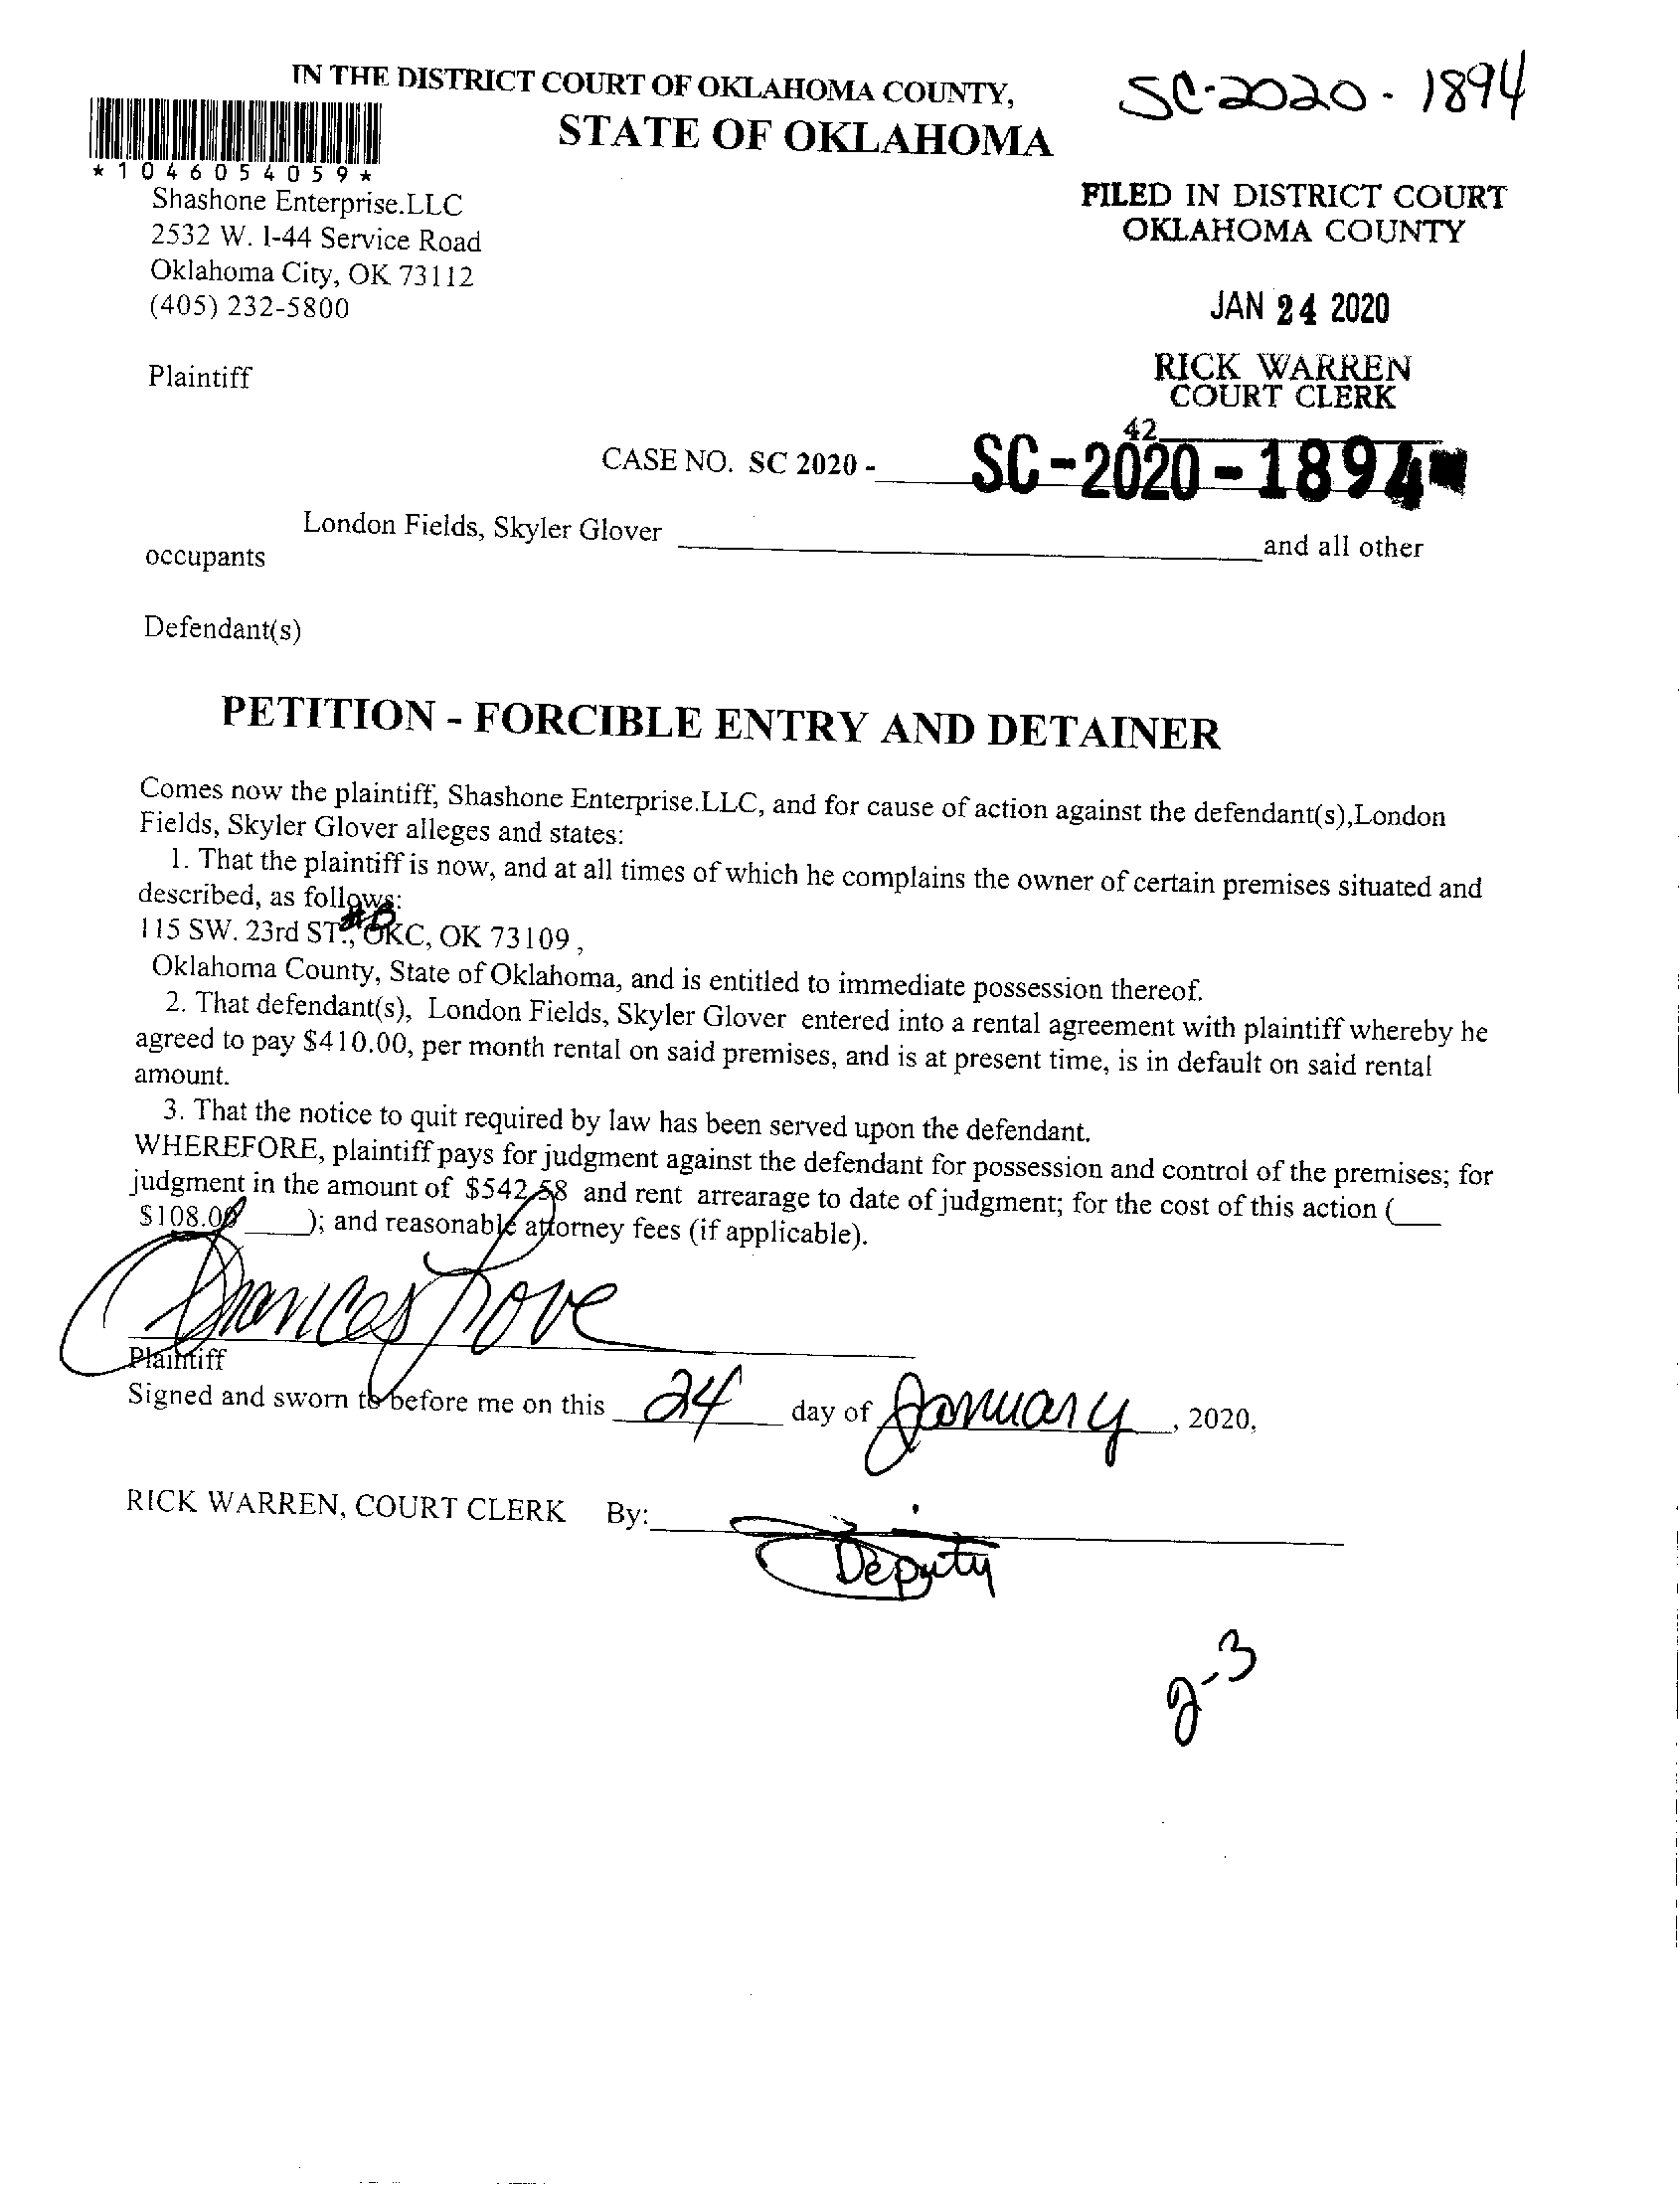 IN THE DISTRICT COURT OF OKLAHOMA COUNTY,
STATE OF OKLAHOMA
SC-2020-1894
*1046054059*
Shashone Enterprise.LLC
2532 W. I-44 Service Road
Oklahoma City, OK 73112
(405) 232-5800
FILED IN DISTRICT COURT
OKLAHOMA COUNTY
JAN 24 2020
RICK WARREN
COURT CLERK
42
Plaintiff
CASE NO. SC 2020 - SC-2020-1894
London Fields, Skyler Glover and all other
occupants
Defendant(s)
PETITION - FORCIBLE ENTRY AND DETAINER
Comes now the plaintiff, Shashone Enterprise.LLC, and for cause of action against the defendant(s),London
Fields, Skyler Glover alleges and states:
1. That the plaintiff is now, and at all times of which he complains the owner of certain premises situated and
described, as follows:
115 SW. 23rd ST., OKC, OK 73109 ,
Oklahoma County, State of Oklahoma, and is entitled to immediate possession thereof.
2. That defendant(s), London Fields, Skyler Glover entered into a rental agreement with plaintiff whereby he
agreed to pay $410.00, per month rental on said premises, and is at present time, is in default on said rental
amount.
3. That the notice to quit required by law has been served upon the defendant.
WHEREFORE, plaintiff pays for judgment against the defendant for possession and control of the premises; for
judgment in the amount of $542.58 and rent arrearage to date of judgment; for the cost of this action (___
$108.00____); and reasonable attorney fees (if applicable).
Frances Love
Plaintiff
Signed and sworn to before me on this 24 day of January, 2020,
RICK WARREN, COURT CLERK By:
Deputy
2-3